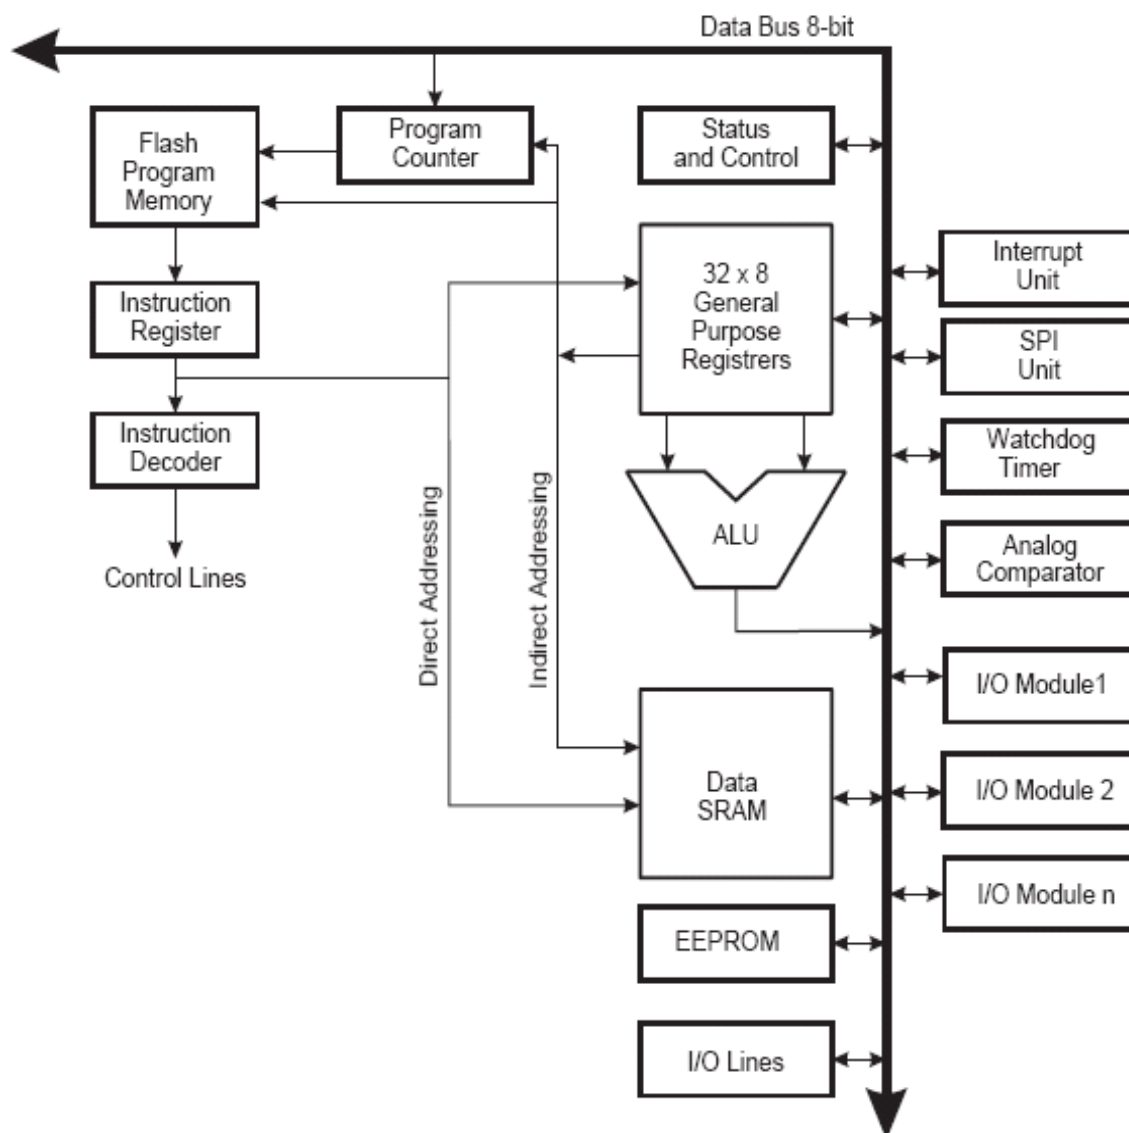 Data Bus 8-bit
Flash
Program
Memory
Program
Counter
Status
and Control
Instruction
Register
32 x 8
General
Purpose
Registrers
Interrupt
Unit
SPI
Unit
Instruction
Decoder
Watchdog
Timer
ALU
Analog
Comparator
Control Lines
Direct Addressing
Indirect Addressing
I/O Module1
Data
SRAM
I/O Module 2
I/O Module n
EEPROM
I/O Lines